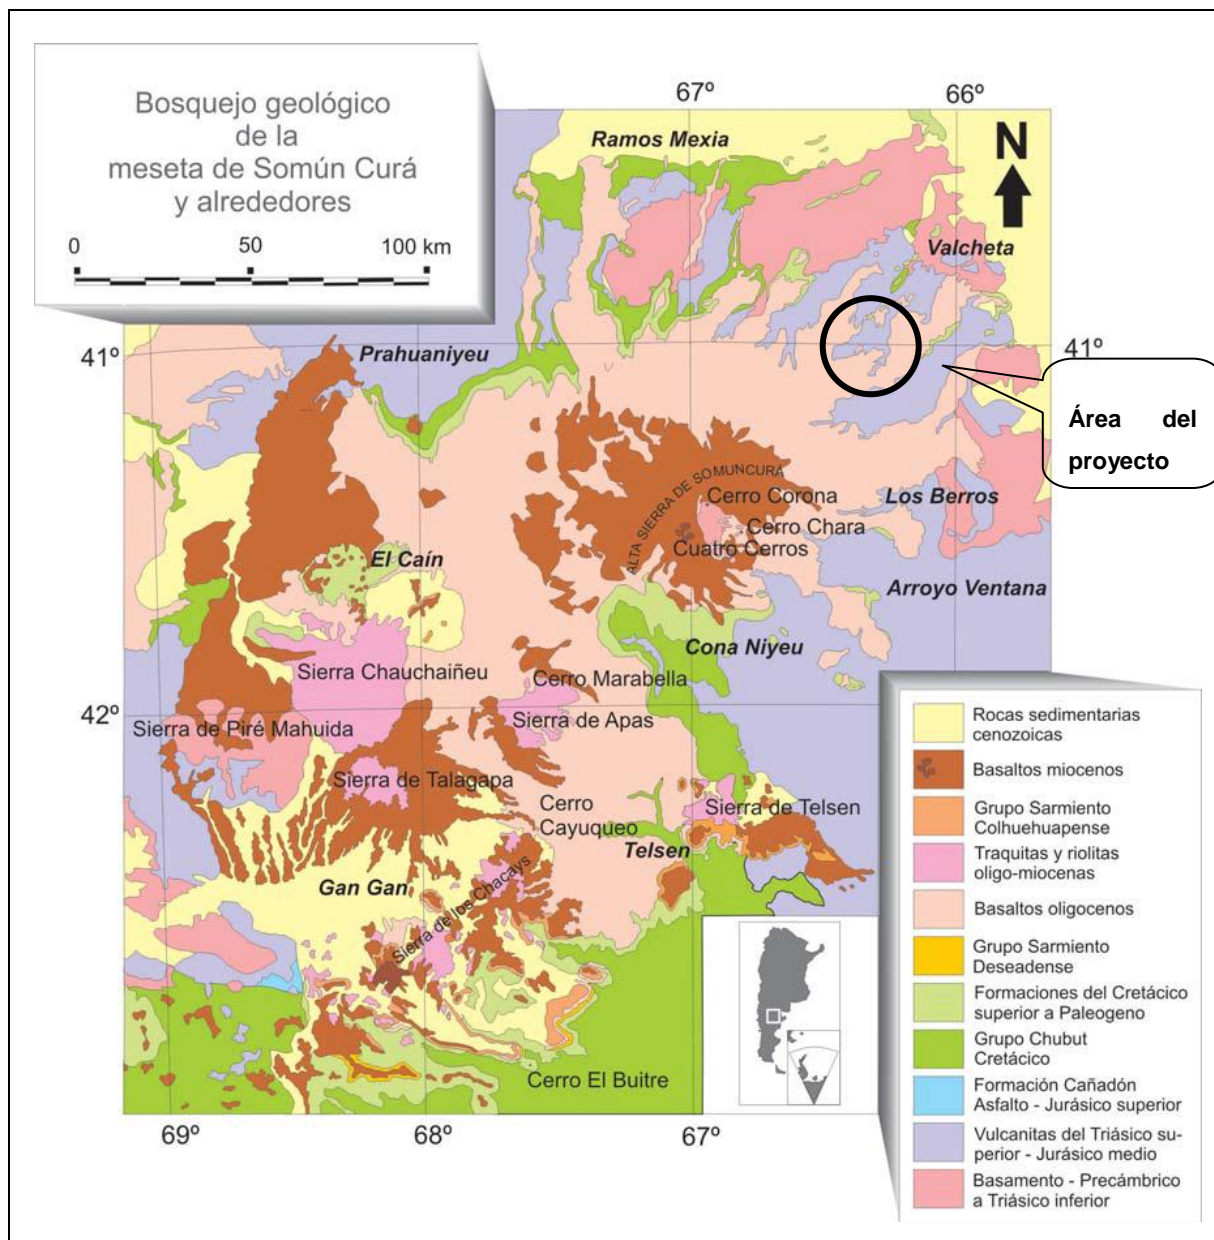 Bosquejo geológico
de la
meseta de Somún Curá
y alrededores
0 50 100 km
67º 66º
N
Ramos Mexia
Valcheta
41º
Prahuaniyeu
41º
Área del
proyecto
ALTA SIERRA DE SOMUNCURÁ
Cerro Corona
Los Berros
Cerro Chara
Cuatro Cerros
El Caín
Arroyo Ventana
Cona Niyeu
Sierra Chauchaiñeu
Cerro Marabella
42º
Sierra de Piré Mahuida
Sierra de Apas
Sierra de Talagapa
Cerro
Cayuqueo
Sierra de Telsen
Telsen
Gan Gan
Sierra de los Chacays
Cerro El Buitre
69º 68º 67º
Rocas sedimentarias
cenozoicas
Basaltos miocenos
Grupo Sarmiento
Colhuehuapense
Traquitas y riolitas
oligo-miocenas
Basaltos oligocenos
Grupo Sarmiento
Deseadense
Formaciones del Cretácico
superior a Paleogeno
Grupo Chubut
Cretácico
Formación Cañadón
Asfalto - Jurásico superior
Vulcanitas del Triásico su-
perior - Jurásico medio
Basamento - Precámbrico
a Triásico inferior